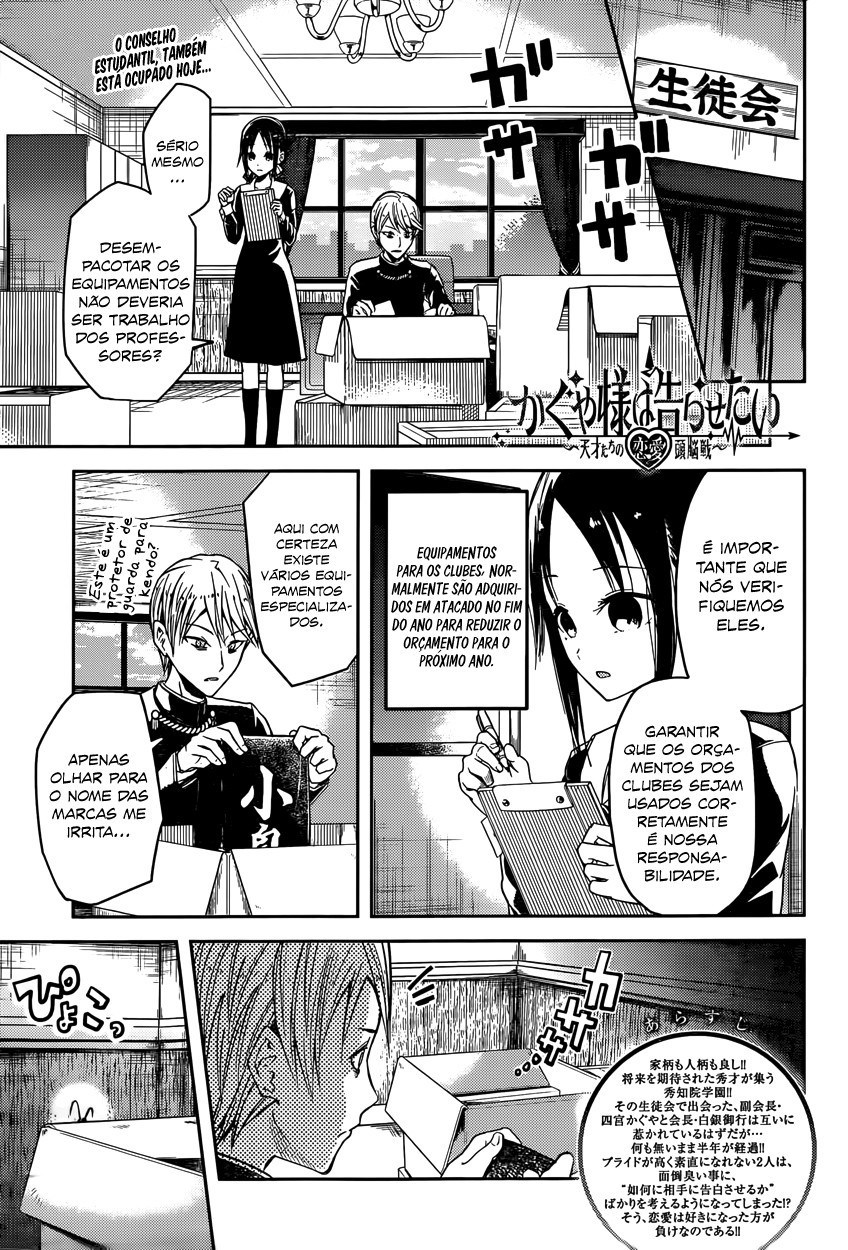 生徒会
ガサ
ガサ
O CONSELHO
ESTUDANTIL, TAMBÉM
ESTÁ OCUPADO HOJE...
SÉRIO
MESMO
...
DESEM-
PACOTAR OS
EQUIPAMENTOS
NÃO DEVERIA
SER TRABALHO
DOS PROFES-
SORES?
かぐや様は告らせたい
〜天才たちの恋愛頭脳戦〜
É IMPOR-
TANTE QUE
NÓS VERI-
FIQUEMOS
ELES.
GARANTIR
QUE OS ORÇA-
MENTOS DOS
CLUBES SEJAM
USADOS COR-
RETAMENTE
É NOSSA
RESPONSA-
BILIDADE.
EQUIPAMENTOS
PARA OS CLUBES, NOR-
MALMENTE SÃO ADQUIRI-
DOS EM ATACADO NO FIM
DO ANO PARA REDUZIR O
ORÇAMENTO PARA O
PRÓXIMO ANO.
AQUI COM
CERTEZA
EXISTE
VÁRIOS EQUI-
PAMENTOS
ESPECIALIZA-
DOS.
Este é um
protetor de
guarda para
kendo?
小
APENAS
OLHAR PARA
O NOME DAS
MARCAS ME
IRRITA...
カサカサ...
ぴょこっ
あらすじ
家柄も人柄も良し!!
将来を期待された秀才が集う
秀知院学園!!
その生徒会で出会った、副会長・
四宮かぐやと会長・白銀御行は互いに
惹かれているはずだが…
何も無いまま半年が経過!!
プライドが高く素直になれない2人は、
面倒臭い事に、
“如何に相手に告白させるか”
ばかりを考えるようになってしまった!?
そう、恋愛は好きになった方が
負けなのである!!